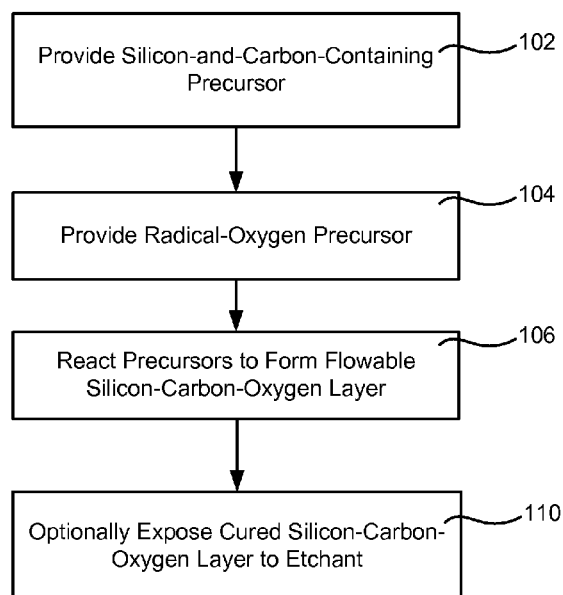 Provide Silicon-and-Carbon-Containing
Precursor
102
Provide Radical-Oxygen Precursor
104
React Precursors to Form Flowable
Silicon-Carbon-Oxygen Layer
106
Optionally Expose Cured Silicon-Carbon-
Oxygen Layer to Etchant
110